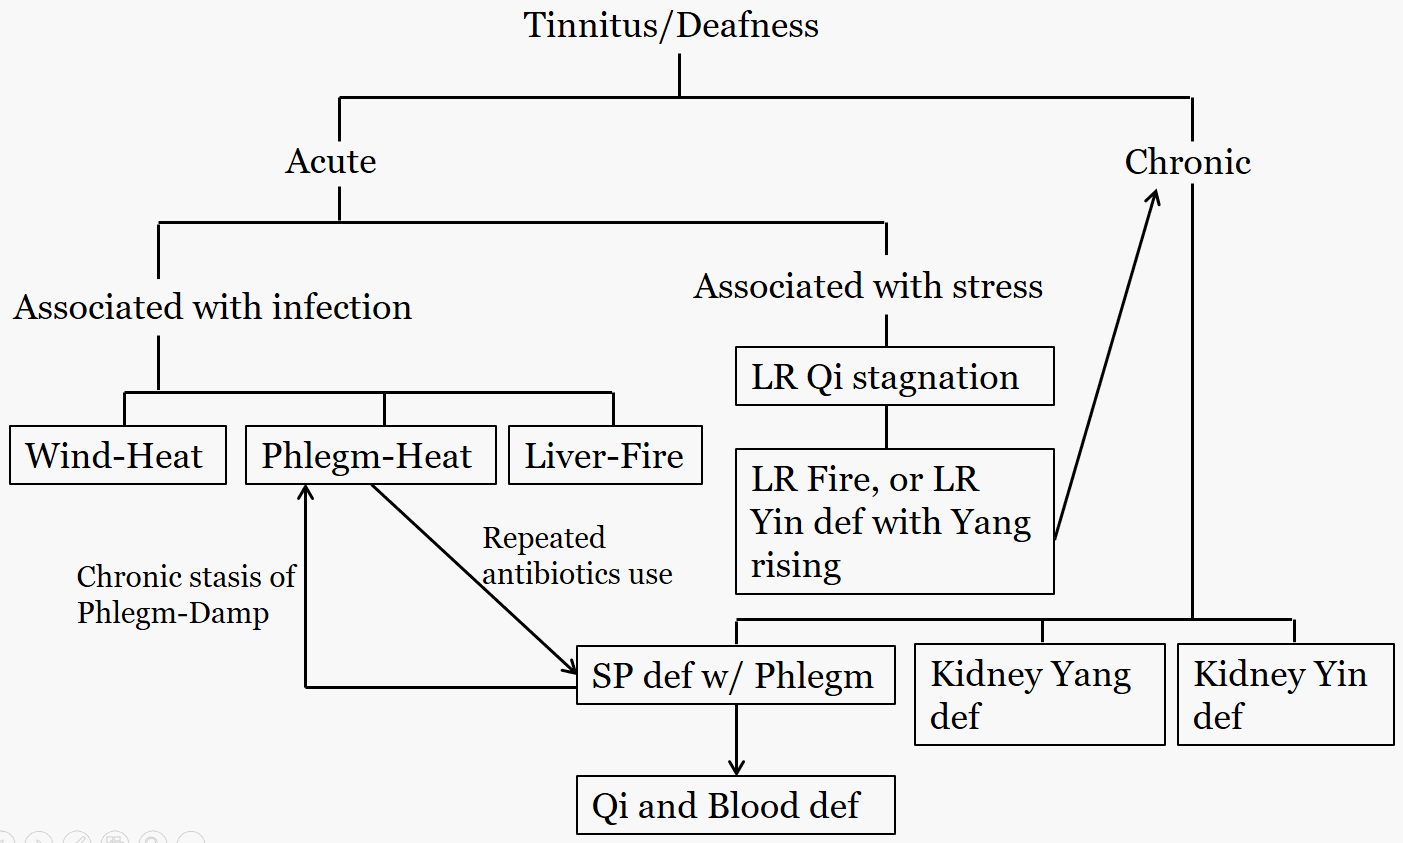 Tinnitus/Deafness
Acute
Chronic
Associated with infection
Associated with stress
LR Qi stagnation
Wind-Heat
Phlegm-Heat
Liver-Fire
LR Fire, or LR
Yin def with Yang
rising
Repeated
antibiotics use
Chronic stasis of
Phlegm-Damp
SP def w/ Phlegm
Kidney Yang
def
Kidney Yin
def
Qi and Blood def